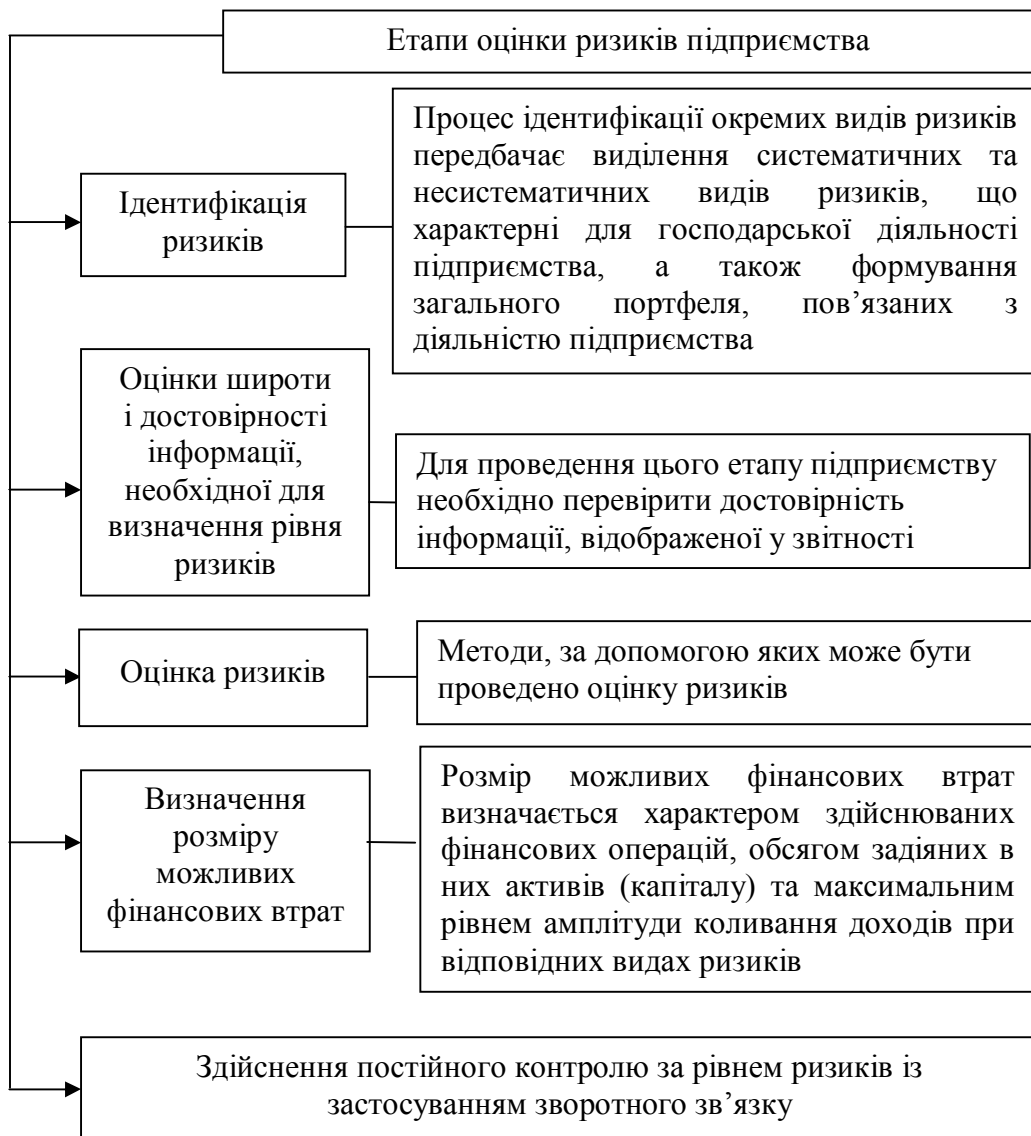 Етапи оцінки ризиків підприємства
Ідентифікація
ризиків
Процес ідентифікації окремих видів ризиків
передбачає виділення систематичних та
несистематичних видів ризиків, що
характерні для господарської діяльності
підприємства, а також формування
загального портфеля, пов’язаних з
діяльністю підприємства
Оцінки широти
і достовірності
інформації,
необхідної для
визначення рівня
ризиків
Для проведення цього етапу підприємству
необхідно перевірити достовірність
інформації, відображеної у звітності
Оцінка ризиків
Методи, за допомогою яких може бути
проведено оцінку ризиків
Визначення
розміру
можливих
фінансових втрат
Розмір можливих фінансових втрат
визначається характером здійснюваних
фінансових операцій, обсягом задіяних в
них активів (капіталу) та максимальним
рівнем амплітуди коливання доходів при
відповідних видах ризиків
Здійснення постійного контролю за рівнем ризиків із
застосуванням зворотного зв’язку